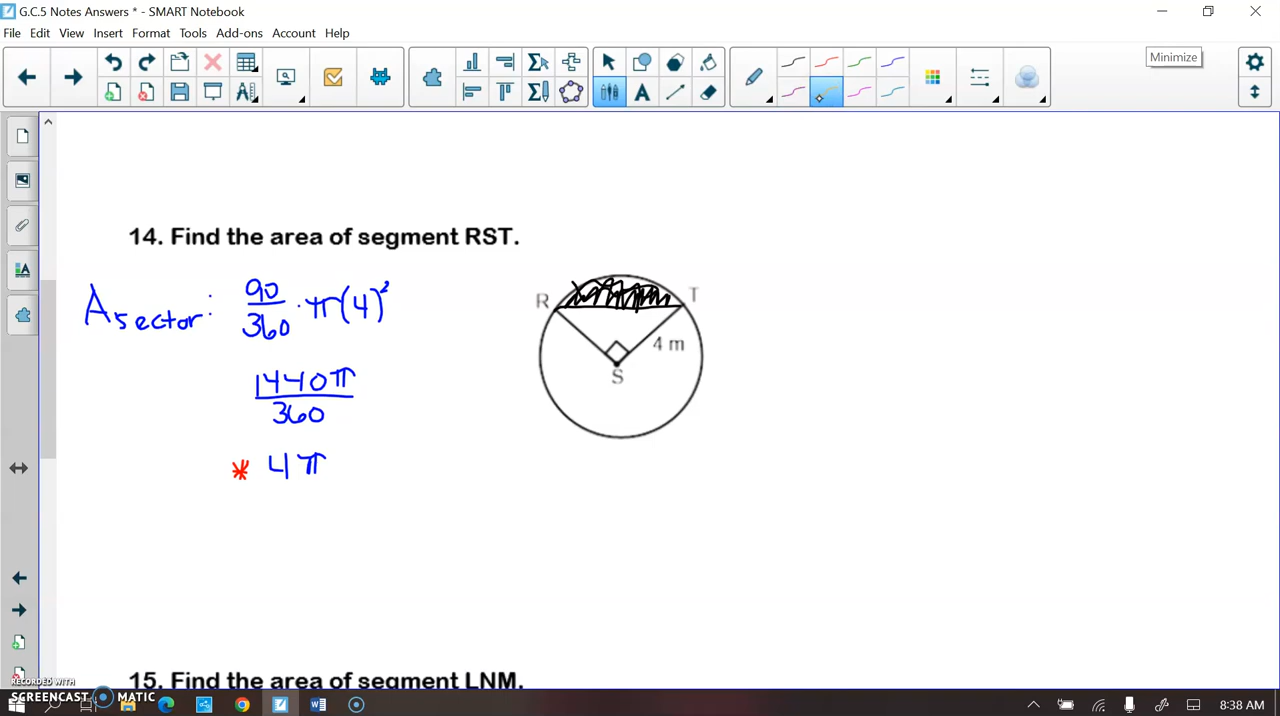 G.C.5 Notes Answers * - SMART Notebook
File Edit View Insert Format Tools Add-ons Account Help
Minimize
14. Find the area of segment RST.
A sector: 90/360 · π(4)²
1440π/360
* 4π
R T
4 m
S
15. Find the area of segment LNM.
RECORDED WITH
SCREENCAST MATIC
8:38 AM